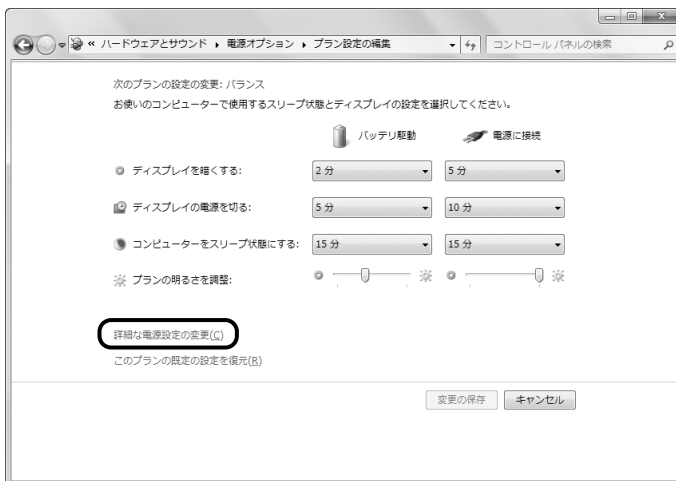 « ハードウェアとサウンド ▸ 電源オプション ▸ プラン設定の編集
コントロール パネルの検索
次のプランの設定の変更: バランス
お使いのコンピューターで使用するスリープ状態とディスプレイの設定を選択してください。
バッテリ駆動 電源に接続
ディスプレイを暗くする: 2 分 5 分
ディスプレイの電源を切る: 5 分 10 分
コンピューターをスリープ状態にする: 15 分 15 分
プランの明るさを調整:
詳細な電源設定の変更(C)
このプランの既定の設定を復元(R)
変更の保存 キャンセル